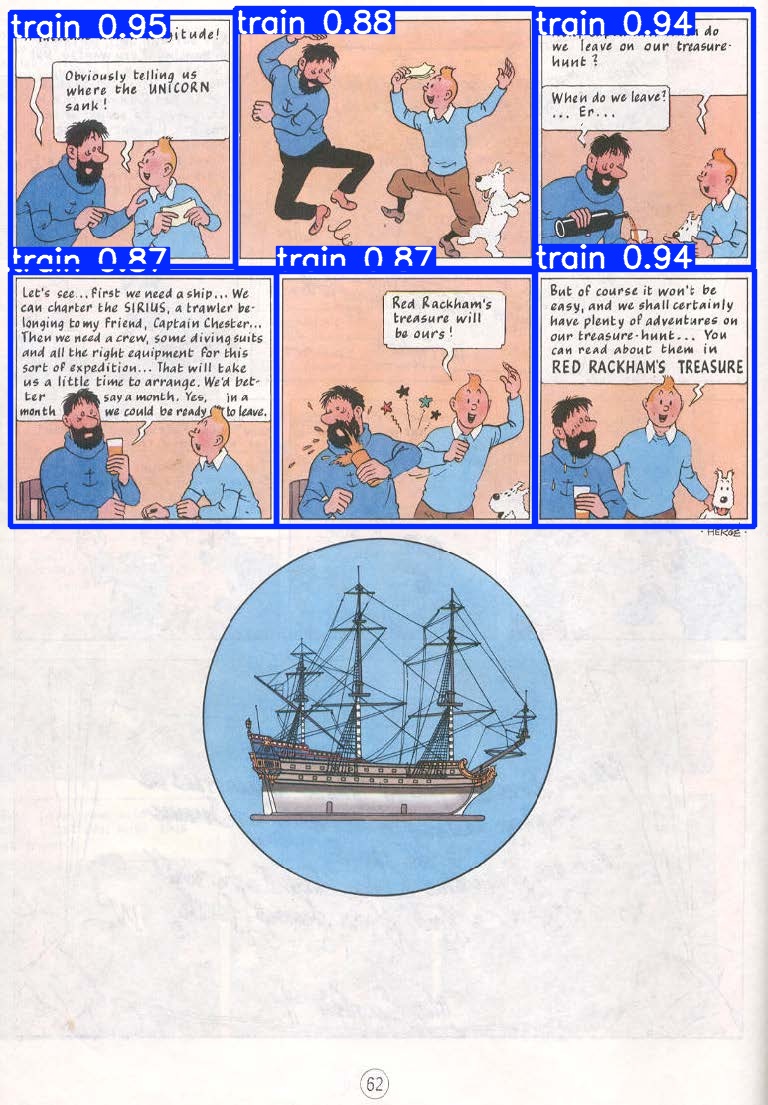 train 0.95
gitude!
Obviously telling us
where the UNICORN
sank!
train 0.88
train 0.94
do
we leave on our treasure-
hunt?
When do we leave?
... Er...
train 0.87
Let's see... First we need a ship... We
can charter the SIRIUS, a trawler be-
longing to my friend, Captain Chester...
Then we need a crew, some diving suits
and all the right equipment for this
sort of expedition... That will take
us a little time to arrange. We'd bet-
ter say a month. Yes, in a
month we could be ready to leave.
train 0.87
Red Rackham's
treasure will
be ours!
train 0.94
But of course it won't be
easy, and we shall certainly
have plenty of adventures on
our treasure-hunt... You
can read about them in
RED RACKHAM'S TREASURE
· HERGÉ ·
62